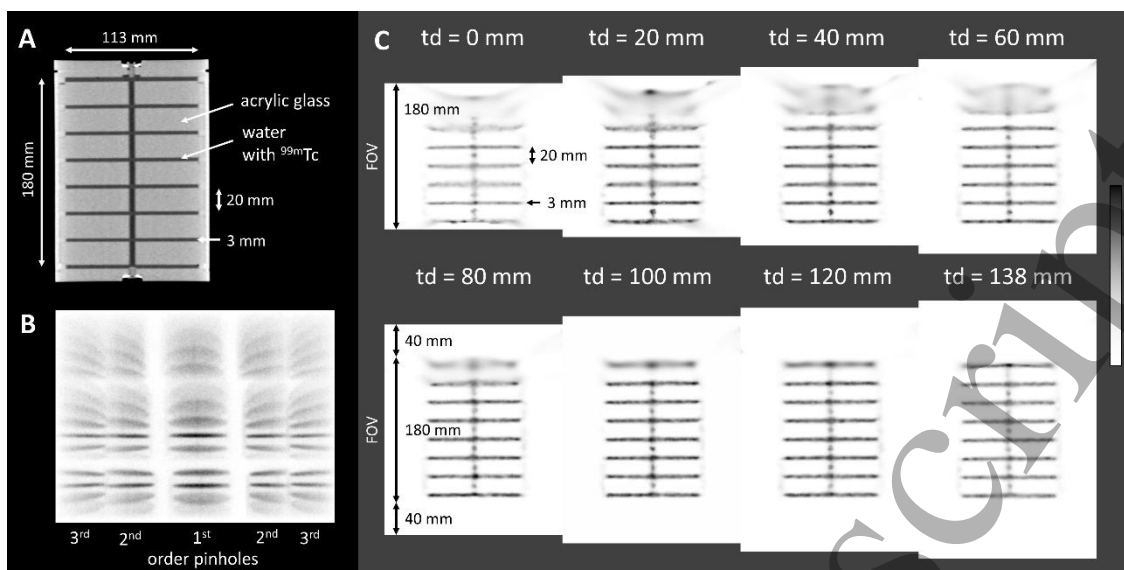 A
113 mm
180 mm
acrylic glass
water
with 99mTc
20 mm
3 mm
B
3rd 2nd 1st 2nd 3rd
order pinholes
C
td = 0 mm td = 20 mm td = 40 mm td = 60 mm
FOV
180 mm
20 mm
3 mm
td = 80 mm td = 100 mm td = 120 mm td = 138 mm
40 mm
FOV
180 mm
40 mm
script